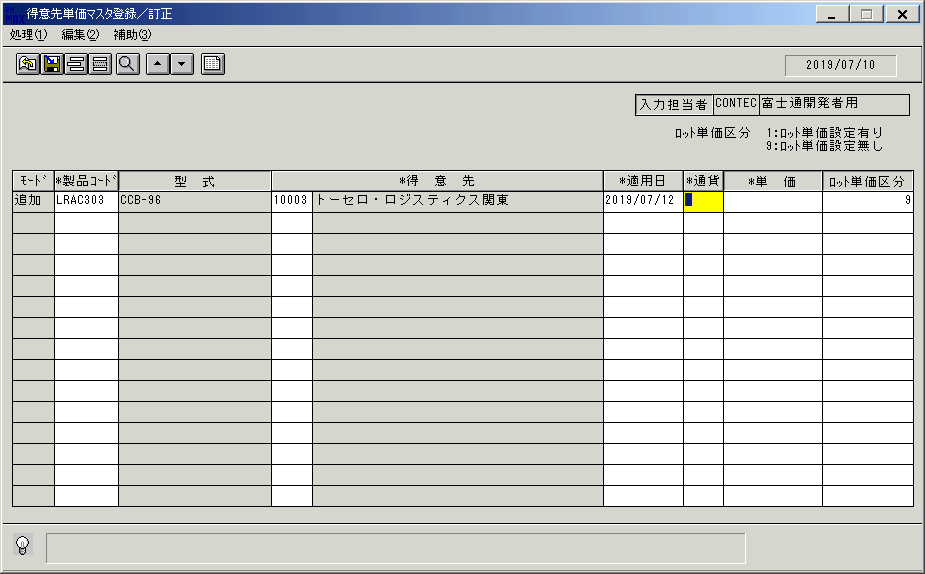 得意先単価マスタ登録／訂正
処理(1) 編集(2) 補助(3)
2019/07/10
入力担当者 CONTEC 富士通開発者用
ﾛｯﾄ単価区分 1:ﾛｯﾄ単価設定有り
9:ﾛｯﾄ単価設定無し
ﾓｰﾄﾞ *製品ｺｰﾄﾞ 型 式 *得 意 先 *適用日 *通貨 *単 価 ﾛｯﾄ単価区分
追加 LRAC303 CCB-96 10003 トーセロ・ロジスティクス関東 2019/07/12 9